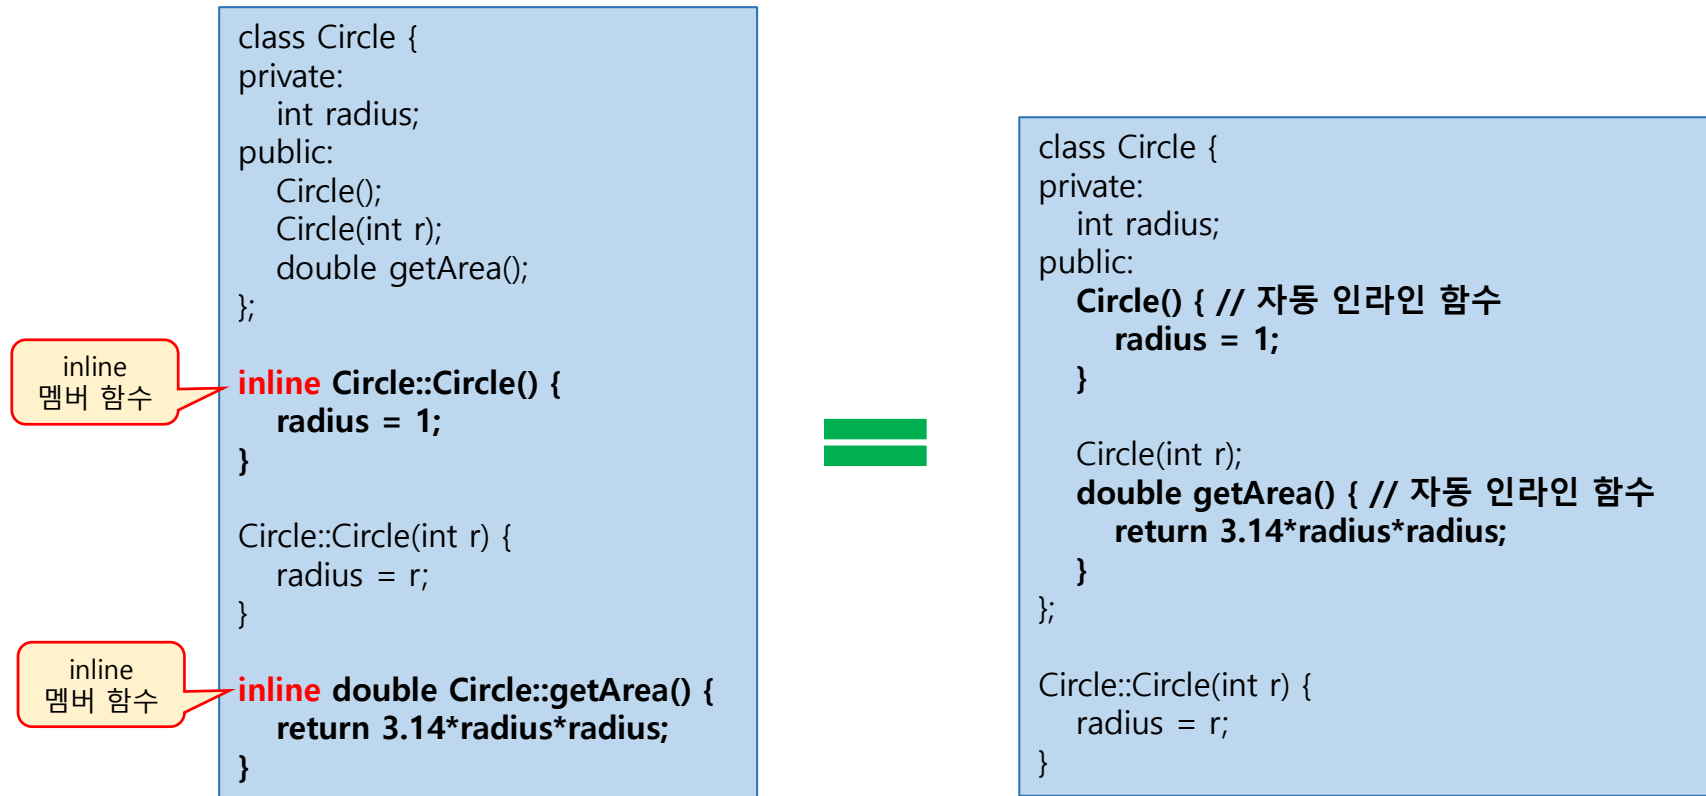 class Circle {
private:
int radius;
public:
Circle();
Circle(int r);
double getArea();
};
inline
멤버 함수
inline Circle::Circle() {
radius = 1;
}
Circle::Circle(int r) {
radius = r;
}
inline
멤버 함수
inline double Circle::getArea() {
return 3.14*radius*radius;
}
class Circle {
private:
int radius;
public:
Circle() { // 자동 인라인 함수
radius = 1;
}
Circle(int r);
double getArea() { // 자동 인라인 함수
return 3.14*radius*radius;
}
};
Circle::Circle(int r) {
radius = r;
}